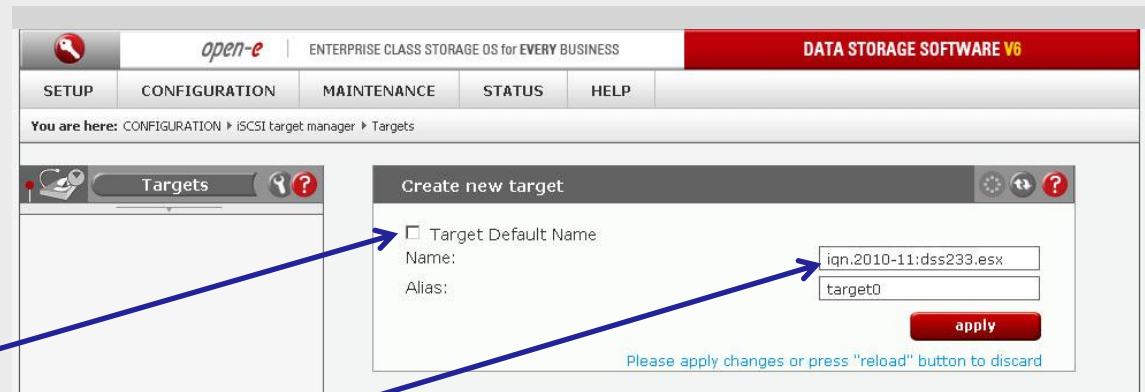 open-e ENTERPRISE CLASS STORAGE OS for EVERY BUSINESS DATA STORAGE SOFTWARE V6
SETUP CONFIGURATION MAINTENANCE STATUS HELP
You are here: CONFIGURATION ▸ iSCSI target manager ▸ Targets
Targets ?
Create new target ?
Target Default Name
Name: iqn.2010-11:dss233.esx
Alias: target0
apply
Please apply changes or press "reload" button to discard